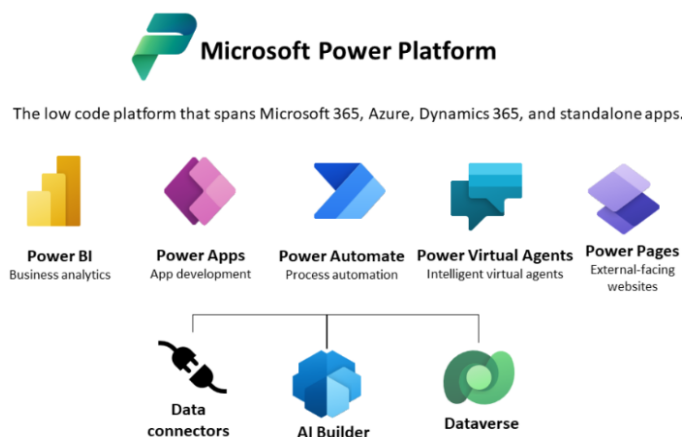 Microsoft Power Platform
The low code platform that spans Microsoft 365, Azure, Dynamics 365, and standalone apps.
Power BI
Business analytics
Power Apps
App development
Power Automate
Process automation
Power Virtual Agents
Intelligent virtual agents
Power Pages
External-facing
websites
Data
connectors
AI Builder
Dataverse